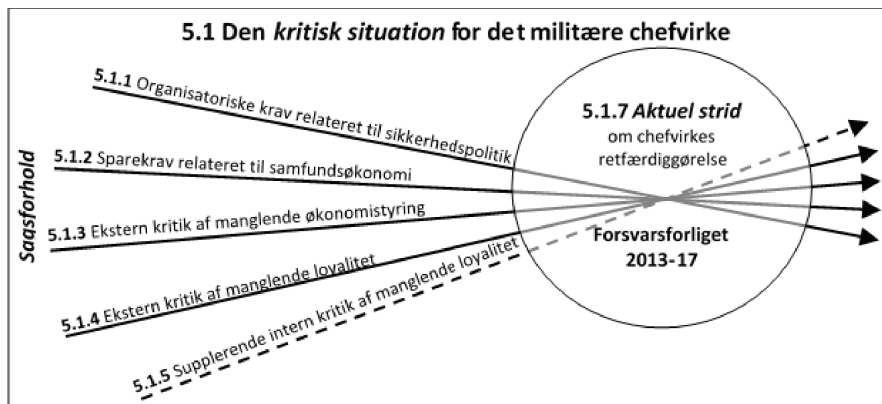 5.1 Den kritisk situation for det militære chefvirke
5.1.1 Organisatoriske krav relateret til sikkerhedspolitik
5.1.2 Sparekrav relateret til samfundsøkonomi
5.1.3 Ekstern kritik af manglende økonomistyring
5.1.4 Ekstern kritik af manglende loyalitet
5.1.5 Supplerende intern kritik af manglende loyalitet
Sagsforhold
5.1.7 Aktuel strid
om chefvirkes
retfærdiggørelse
Forsvarsforliget
2013-17